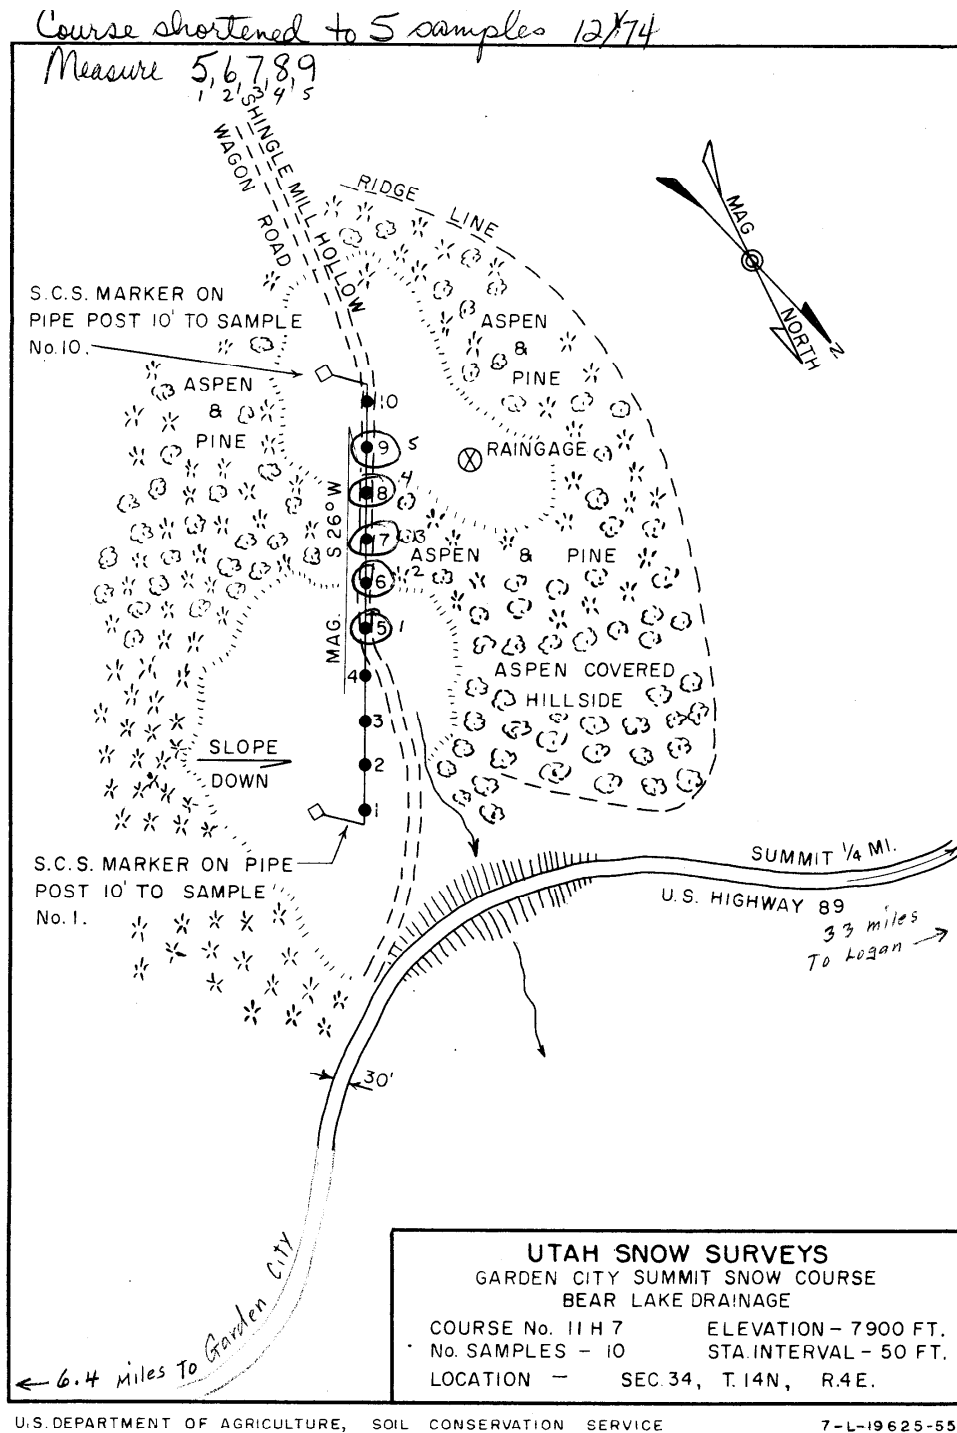 Course shortened to 5 samples 12/74
Measure 5, 6, 7, 8, 9
1 2 3 4 5
SHINGLE MILL HOLLOW
WAGON ROAD
RIDGE LINE
MAG
NORTH
N
S.C.S. MARKER ON
PIPE POST 10' TO SAMPLE
No. 10.
ASPEN
&
PINE
ASPEN
&
PINE
10
9 5
RAINGAGE
8 4
7 3
ASPEN & PINE
6 2
5 1
MAG. S 26° W
4
ASPEN COVERED
HILLSIDE
3
SLOPE
DOWN
2
1
S.C.S. MARKER ON PIPE
POST 10' TO SAMPLE
No. 1.
SUMMIT 1/4 MI.
U.S. HIGHWAY 89
33 miles
To Logan
30'
6.4 Miles To Garden City
UTAH SNOW SURVEYS
GARDEN CITY SUMMIT SNOW COURSE
BEAR LAKE DRAINAGE
COURSE No. 11 H 7 ELEVATION – 7900 FT.
No. SAMPLES – 10 STA. INTERVAL – 50 FT.
LOCATION – SEC. 34, T. 14N, R. 4E.
U.S. DEPARTMENT OF AGRICULTURE, SOIL CONSERVATION SERVICE 7-L-19625-55